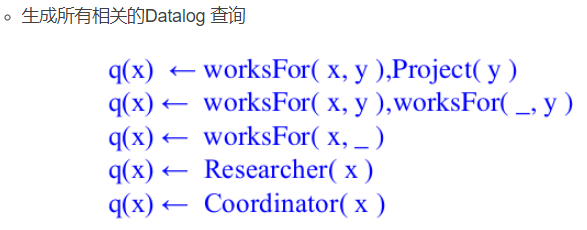 生成所有相关的Datalog 查询
q(x) ← worksFor( x, y ),Project( y )
q(x) ← worksFor( x, y ),worksFor( _, y )
q(x) ← worksFor( x, _ )
q(x) ← Researcher( x )
q(x) ← Coordinator( x )